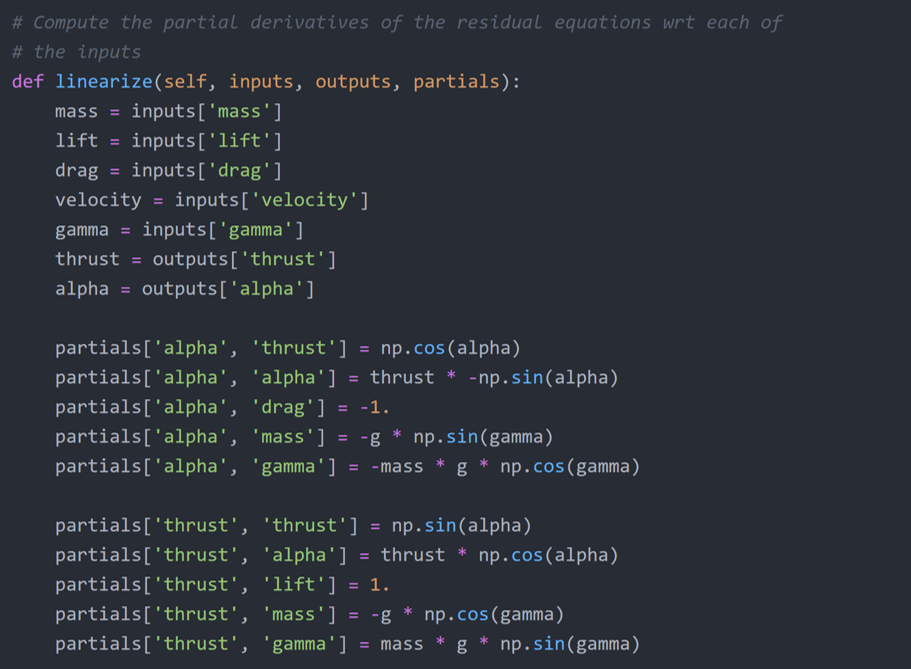 # Compute the partial derivatives of the residual equations wrt each of
# the inputs
def linearize(self, inputs, outputs, partials):
    mass = inputs['mass']
    lift = inputs['lift']
    drag = inputs['drag']
    velocity = inputs['velocity']
    gamma = inputs['gamma']
    thrust = outputs['thrust']
    alpha = outputs['alpha']

    partials['alpha', 'thrust'] = np.cos(alpha)
    partials['alpha', 'alpha'] = thrust * -np.sin(alpha)
    partials['alpha', 'drag'] = -1.
    partials['alpha', 'mass'] = -g * np.sin(gamma)
    partials['alpha', 'gamma'] = -mass * g * np.cos(gamma)

    partials['thrust', 'thrust'] = np.sin(alpha)
    partials['thrust', 'alpha'] = thrust * np.cos(alpha)
    partials['thrust', 'lift'] = 1.
    partials['thrust', 'mass'] = -g * np.cos(gamma)
    partials['thrust', 'gamma'] = mass * g * np.sin(gamma)